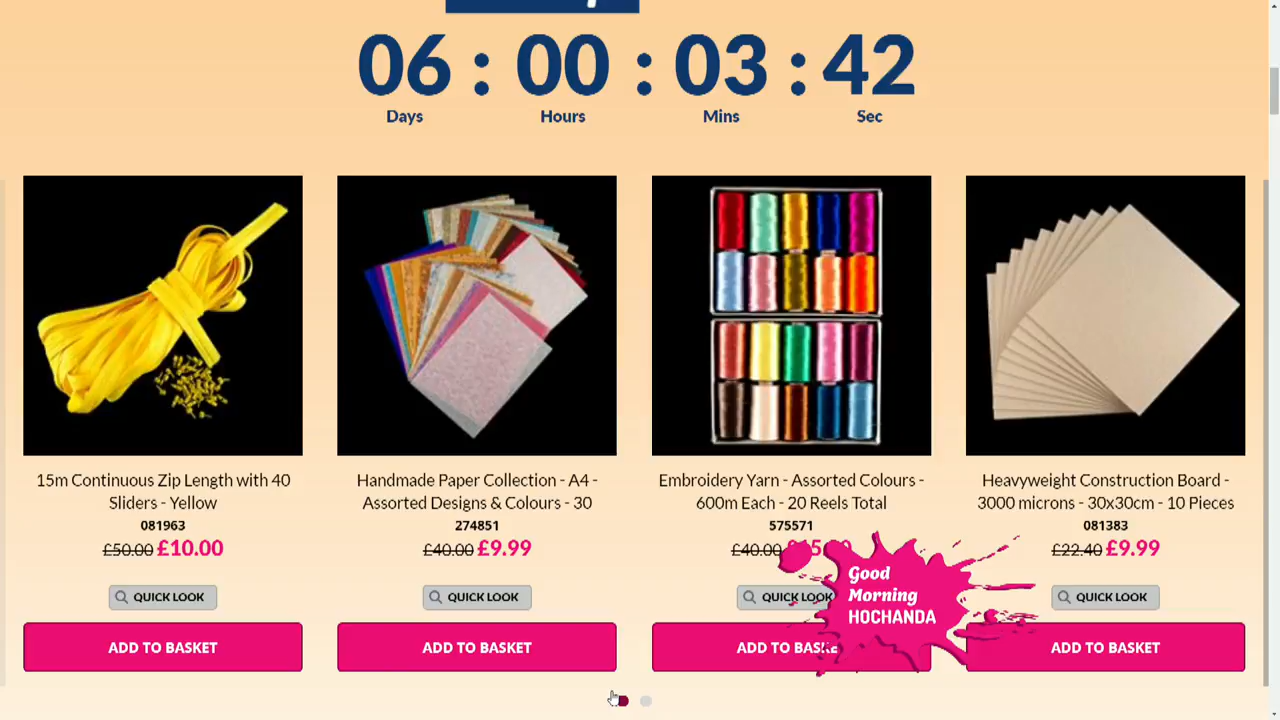 06 : 00 : 03 : 42
Days Hours Mins Sec
15m Continuous Zip Length with 40
Sliders - Yellow
081963
£50.00 £10.00
QUICK LOOK
ADD TO BASKET
Handmade Paper Collection - A4 -
Assorted Designs & Colours - 30
274851
£40.00 £9.99
QUICK LOOK
ADD TO BASKET
Embroidery Yarn - Assorted Colours -
600m Each - 20 Reels Total
575571
£40.00
QUICK LOOK
ADD TO
Heavyweight Construction Board -
3000 microns - 30x30cm - 10 Pieces
081383
£22.40 £9.99
QUICK LOOK
ADD TO BASKET
Good
Morning
HOCHANDA